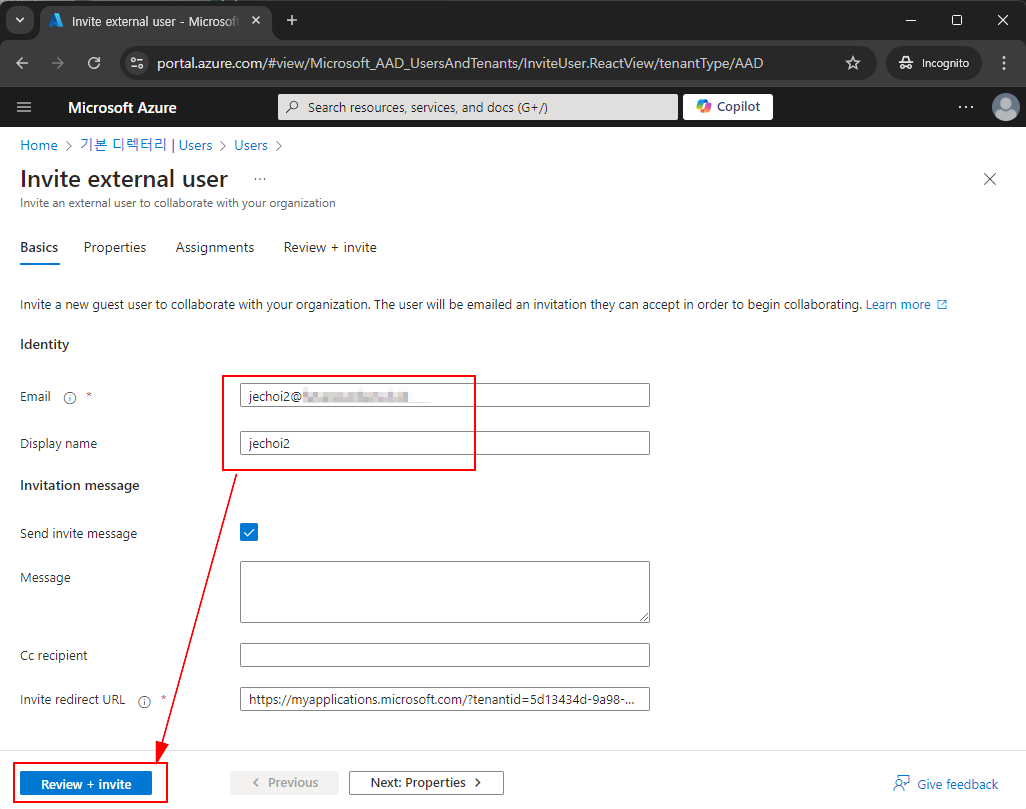 Invite external user - Microsof
portal.azure.com/#view/Microsoft_AAD_UsersAndTenants/InviteUser.ReactView/tenantType/AAD
Incognito
Microsoft Azure
Search resources, services, and docs (G+/)
Copilot
Home > 기본 디렉터리 | Users > Users >
Invite external user ...
Invite an external user to collaborate with your organization
Basics Properties Assignments Review + invite
Invite a new guest user to collaborate with your organization. The user will be emailed an invitation they can accept in order to begin collaborating. Learn more
Identity
Email * jechoi2@
Display name jechoi2
Invitation message
Send invite message
Message
Cc recipient
Invite redirect URL * https://myapplications.microsoft.com/?tenantid=5d13434d-9a98-...
Review + invite < Previous Next: Properties > Give feedback